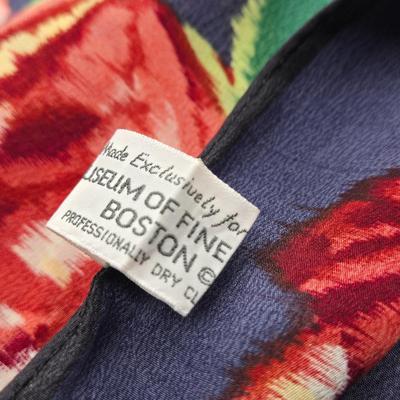 Made Exclusively for
USEUM OF FINE
BOSTON ©
PROFESSIONALLY DRY CL